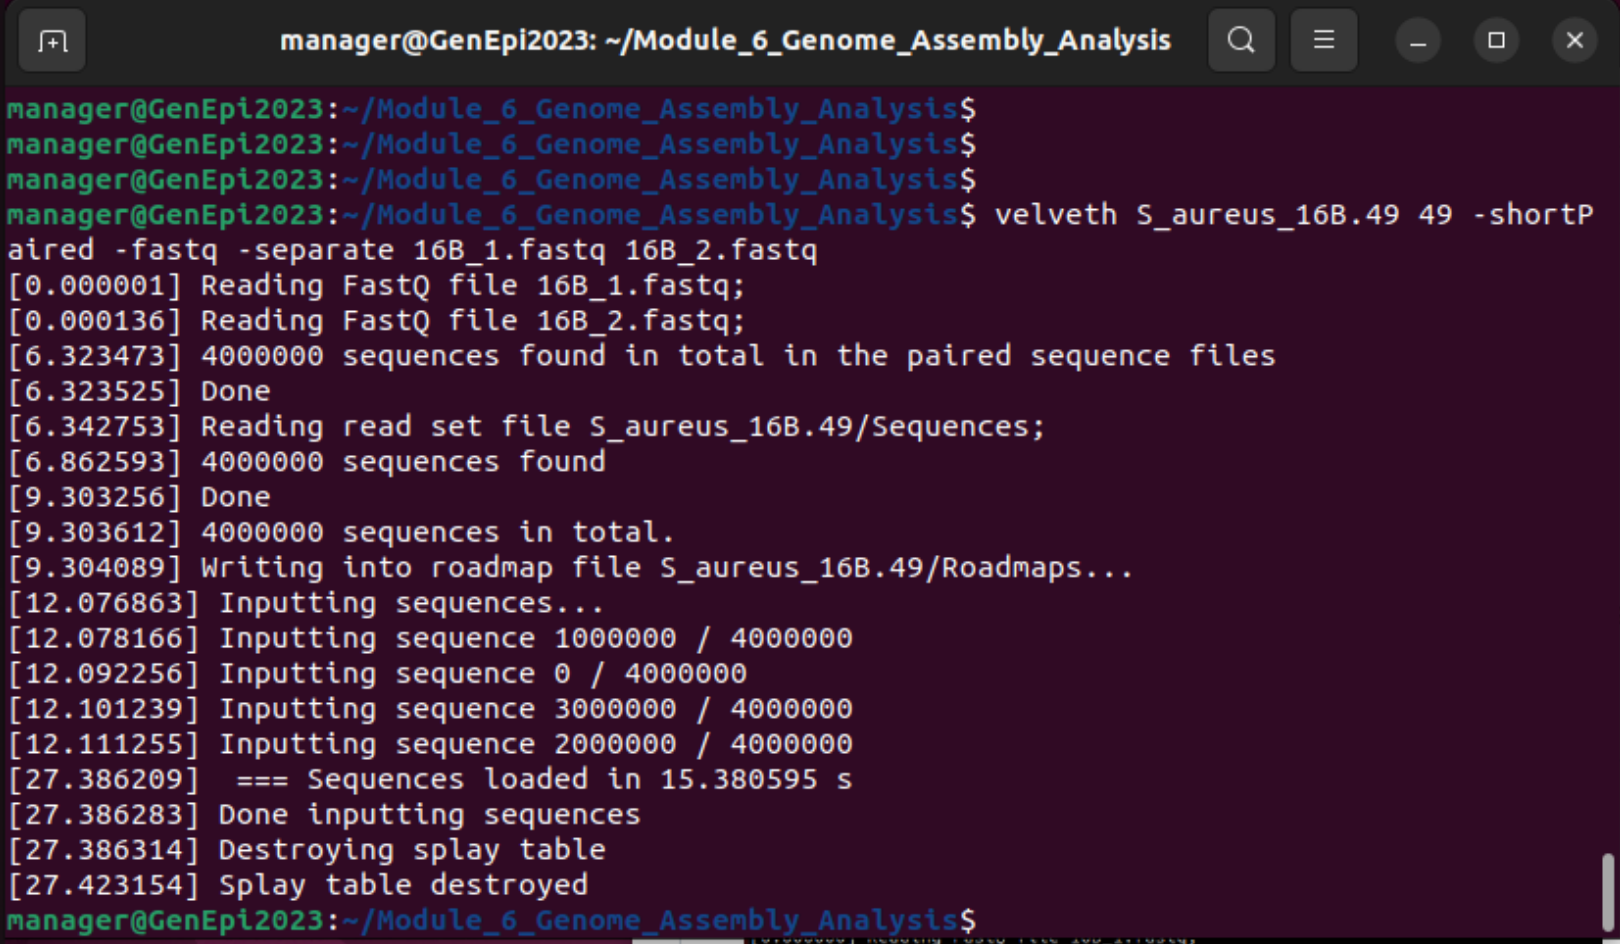 manager@GenEpi2023: ~/Module_6_Genome_Assembly_Analysis
manager@GenEpi2023:~/Module_6_Genome_Assembly_Analysis$
manager@GenEpi2023:~/Module_6_Genome_Assembly_Analysis$
manager@GenEpi2023:~/Module_6_Genome_Assembly_Analysis$
manager@GenEpi2023:~/Module_6_Genome_Assembly_Analysis$ velveth S_aureus_16B.49 49 -shortP
aired -fastq -separate 16B_1.fastq 16B_2.fastq
[0.000001] Reading FastQ file 16B_1.fastq;
[0.000136] Reading FastQ file 16B_2.fastq;
[6.323473] 4000000 sequences found in total in the paired sequence files
[6.323525] Done
[6.342753] Reading read set file S_aureus_16B.49/Sequences;
[6.862593] 4000000 sequences found
[9.303256] Done
[9.303612] 4000000 sequences in total.
[9.304089] Writing into roadmap file S_aureus_16B.49/Roadmaps...
[12.076863] Inputting sequences...
[12.078166] Inputting sequence 1000000 / 4000000
[12.092256] Inputting sequence 0 / 4000000
[12.101239] Inputting sequence 3000000 / 4000000
[12.111255] Inputting sequence 2000000 / 4000000
[27.386209]  === Sequences loaded in 15.380595 s
[27.386283] Done inputting sequences
[27.386314] Destroying splay table
[27.423154] Splay table destroyed
manager@GenEpi2023:~/Module_6_Genome_Assembly_Analysis$